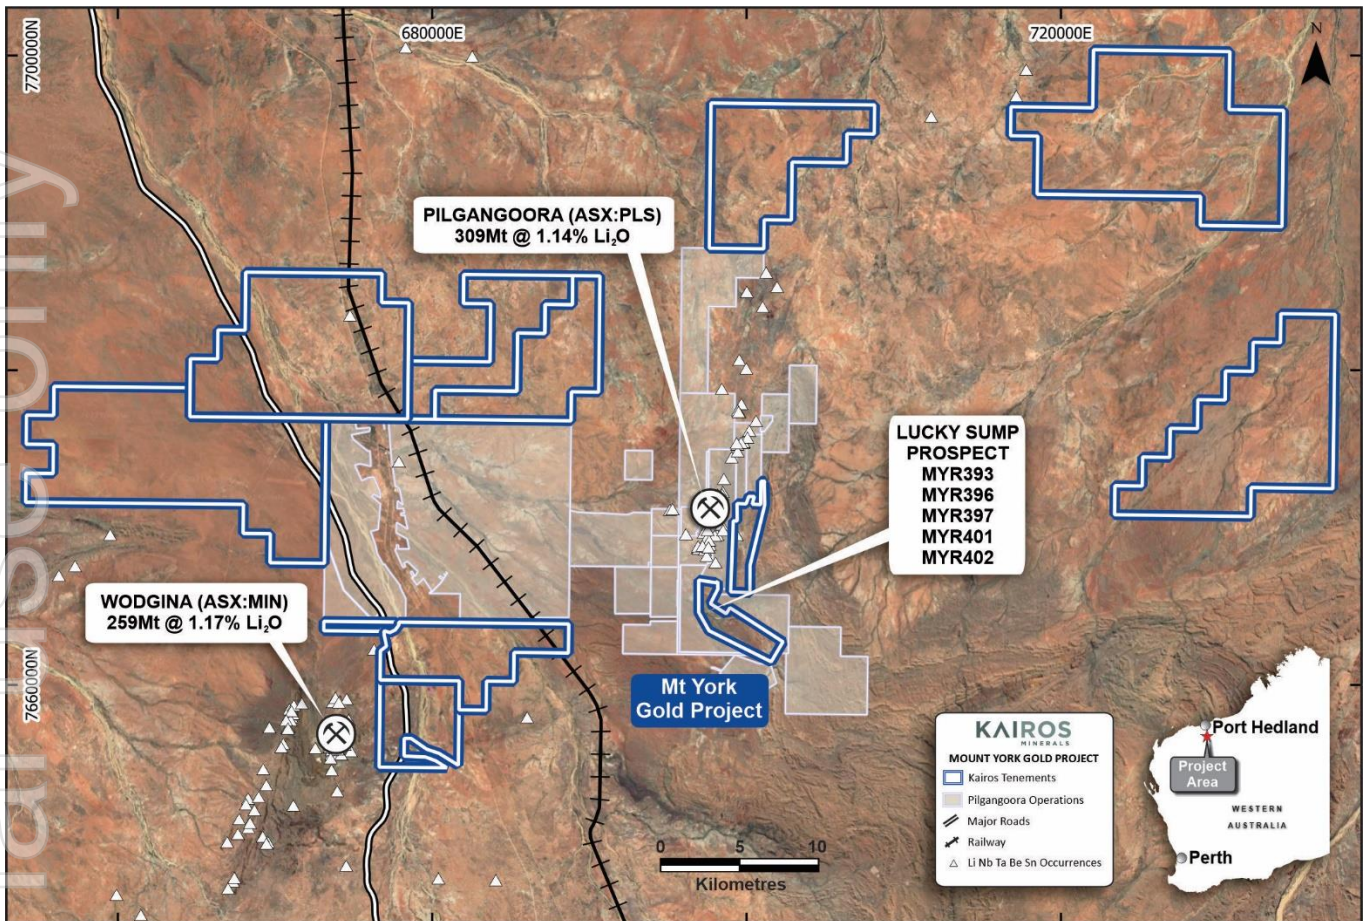 680000E
720000E
N
7700000N
PILGANGOORA (ASX:PLS)
309Mt @ 1.14% Li₂O
LUCKY SUMP
PROSPECT
MYR393
MYR396
MYR397
MYR401
MYR402
WODGINA (ASX:MIN)
259Mt @ 1.17% Li₂O
7660000N
Mt York
Gold Project
KAIROS
MINERALS
MOUNT YORK GOLD PROJECT
Kairos Tenements
Pilgangoora Operations
Major Roads
Railway
Li Nb Ta Be Sn Occurrences
Port Hedland
Project
Area
WESTERN
AUSTRALIA
Perth
0 5 10
Kilometres
use only